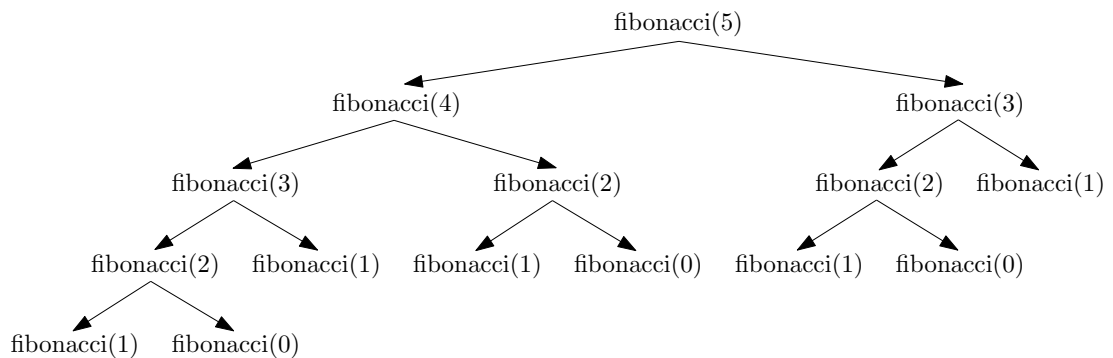 fibonacci(5)
fibonacci(4) fibonacci(3)
fibonacci(3) fibonacci(2) fibonacci(2) fibonacci(1)
fibonacci(2) fibonacci(1) fibonacci(1) fibonacci(0) fibonacci(1) fibonacci(0)
fibonacci(1) fibonacci(0)